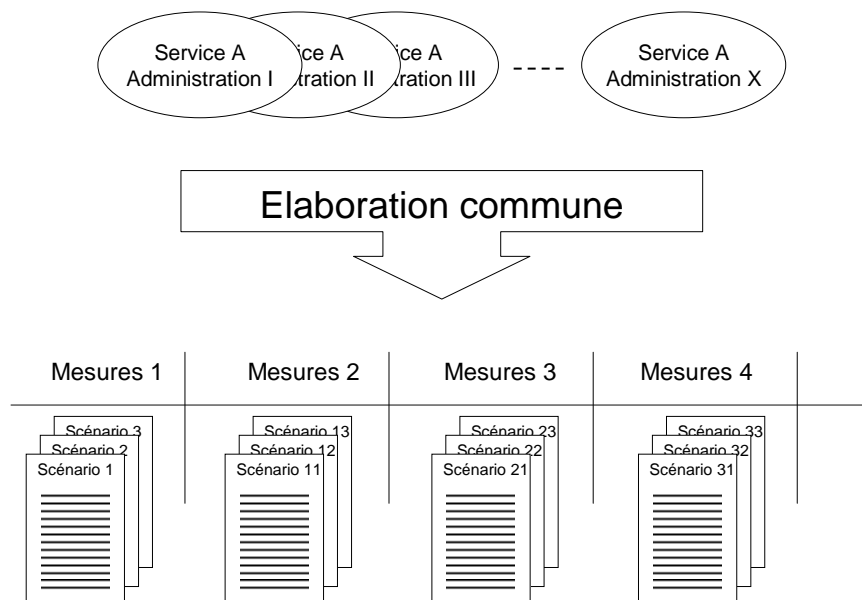 Service A
Administration I
ice A
tration II
ice A
tration III
Service A
Administration X
Elaboration commune
Mesures 1
Mesures 2
Mesures 3
Mesures 4
Scénario 3
Scénario 2
Scénario 1
Scénario 13
Scénario 12
Scénario 11
Scénario 23
Scénario 22
Scénario 21
Scénario 33
Scénario 32
Scénario 31